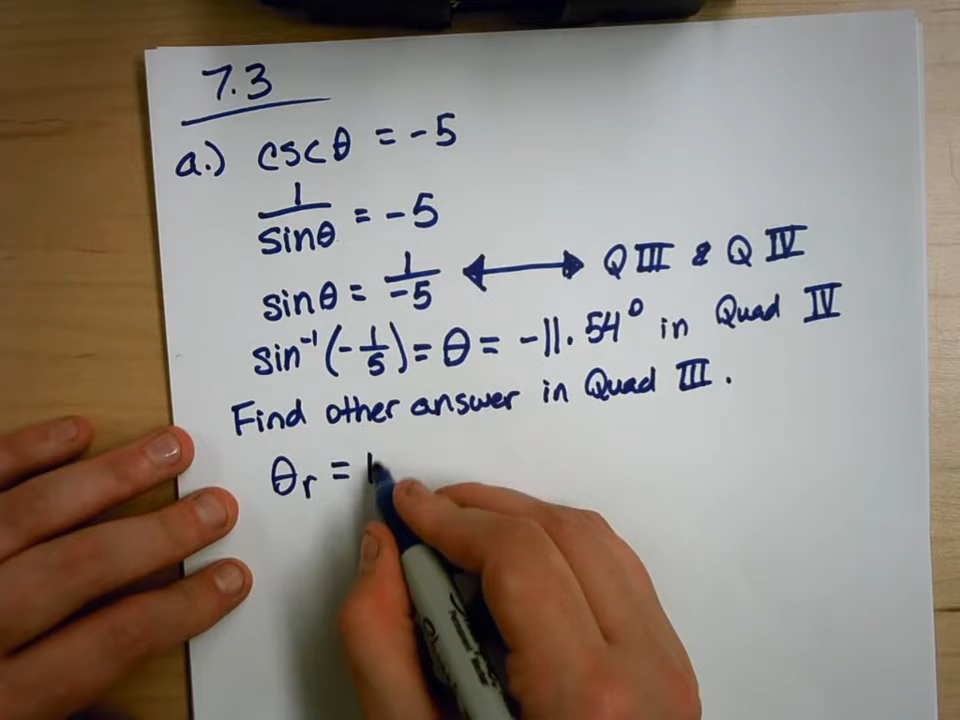 7.3
a.) cscθ = -5
1/sinθ = -5
sinθ = 1/-5 ↔ Q III & Q IV
sin⁻¹(-1/5) = θ = -11.54° in Quad IV
Find other answer in Quad III.
θr = 1